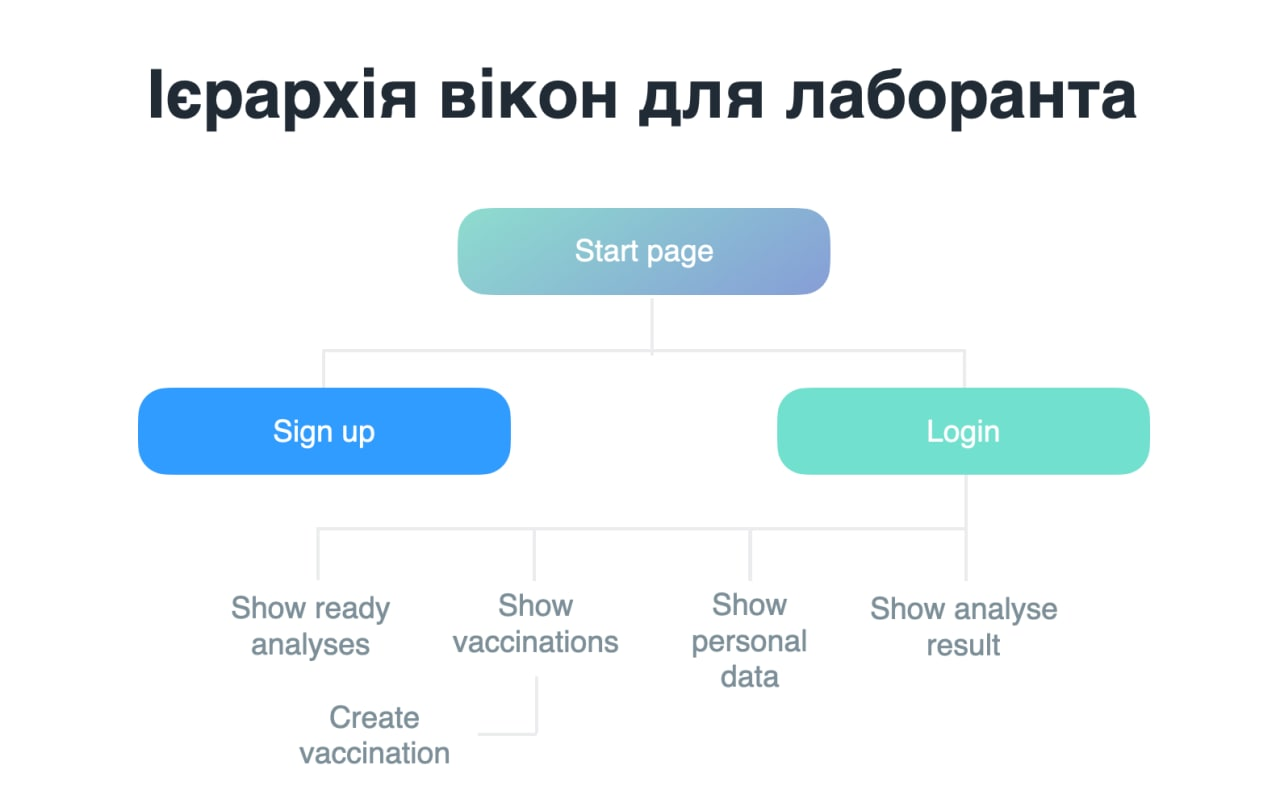 Ієрархія вікон для лаборанта
Start page
Sign up
Login
Show ready
analyses
Show
vaccinations
Show
personal
data
Show analyse
result
Create
vaccination